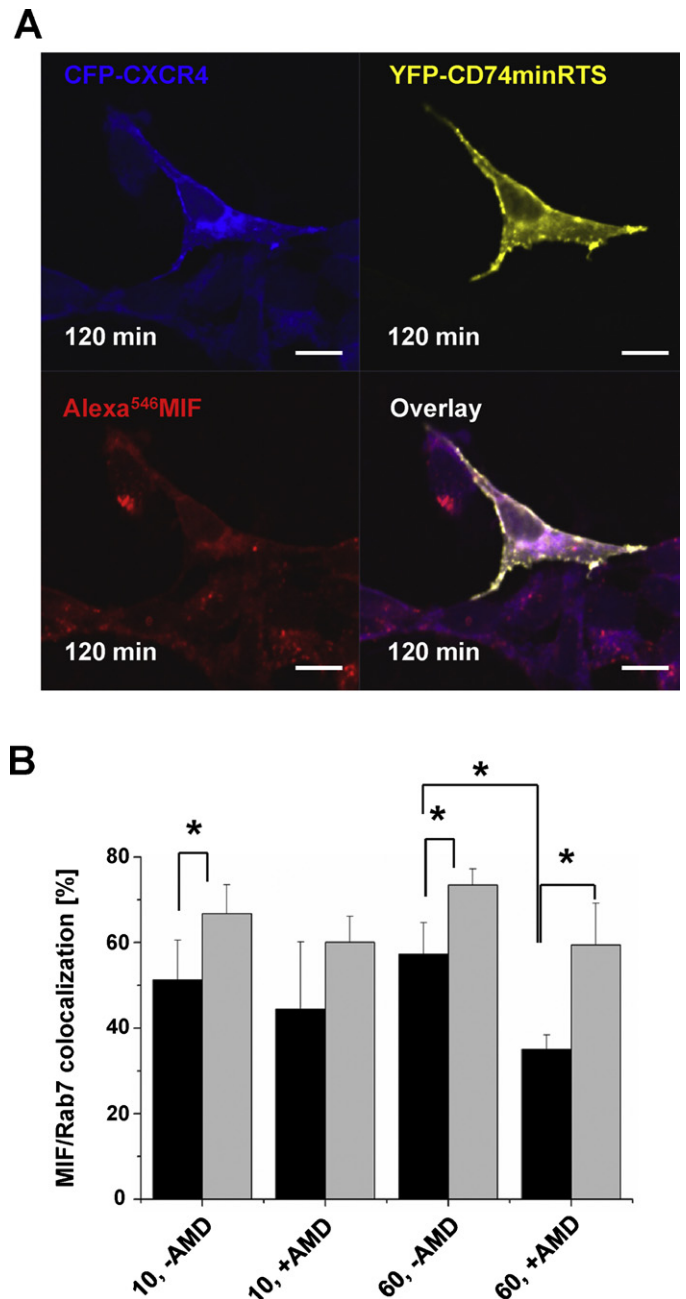 A
CFP-CXCR4
YFP-CD74minRTS
120 min
120 min
Alexa⁵⁴⁶MIF
Overlay
120 min
120 min
B
MIF/Rab7 colocalization [%]
80
60
40
20
0
*
*
*
*
10, -AMD
10, +AMD
60, -AMD
60, +AMD